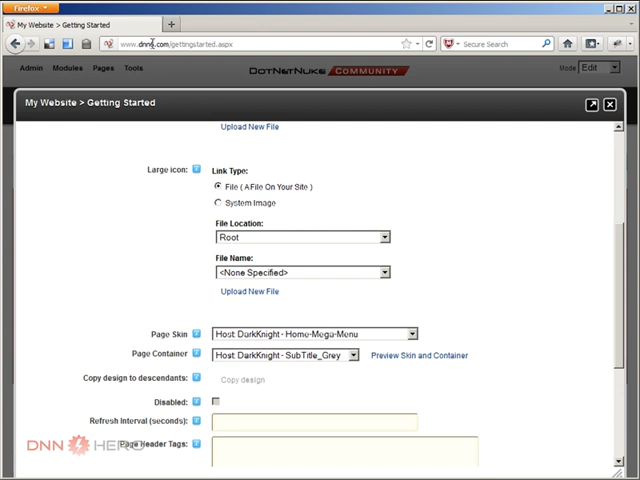 Firefox
My Website > Getting Started
+
www.dnn6.com/gettingstarted.aspx
Secure Search
Admin Modules Pages Tools
DOTNETNUKE COMMUNITY
Mode Edit
My Website > Getting Started
Upload New File
Large icon:
Link Type:
File ( A File On Your Site )
System Image
File Location:
Root
File Name:
<None Specified>
Upload New File
Page Skin Host: DarkKnight - Home-Mega-Menu
Page Container Host: DarkKnight - SubTitle_Grey Preview Skin and Container
Copy design to descendants: Copy design
Disabled:
Refresh Interval (seconds):
Page Header Tags:
DNN HERO